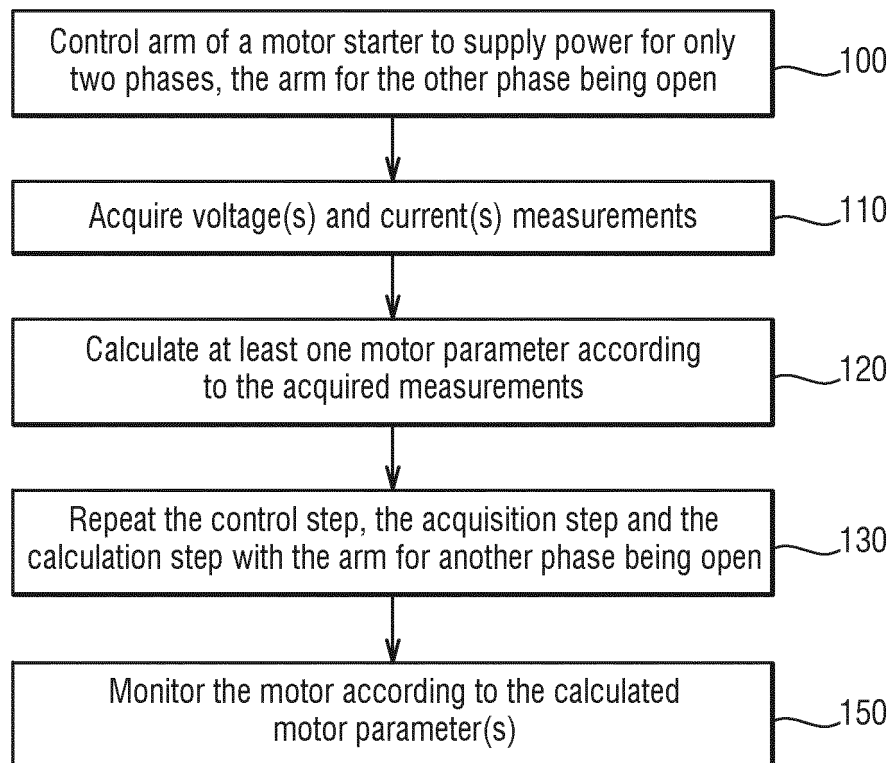 Control arm of a motor starter to supply power for only
two phases, the arm for the other phase being open
100
Acquire voltage(s) and current(s) measurements
110
Calculate at least one motor parameter according
to the acquired measurements
120
Repeat the control step, the acquisition step and the
calculation step with the arm for another phase being open
130
Monitor the motor according to the calculated
motor parameter(s)
150